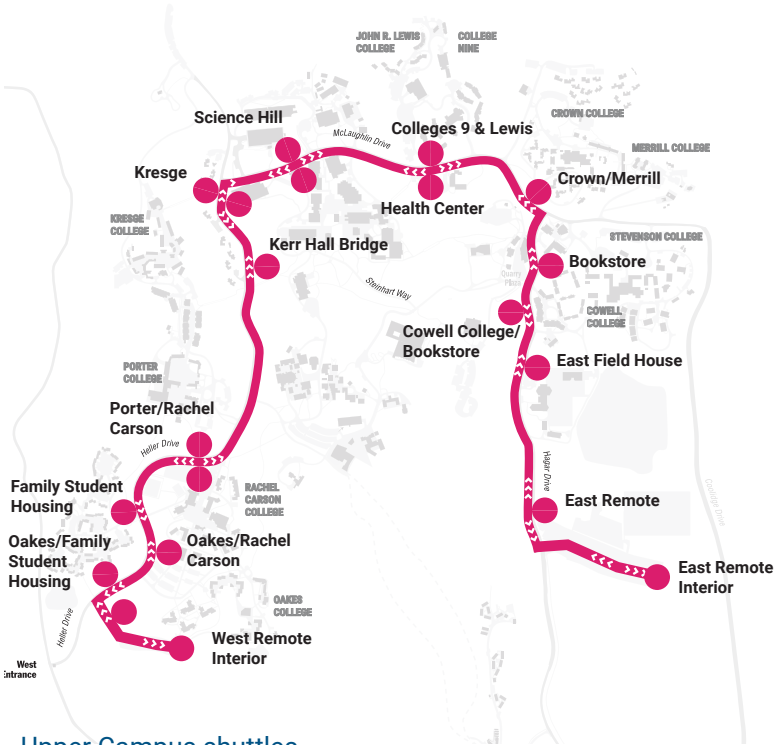 JOHN R. LEWIS
COLLEGE
COLLEGE
NINE
Science Hill
McLaughlin Drive
Colleges 9 & Lewis
CROWN COLLEGE
MERRILL COLLEGE
Kresge
Crown/Merrill
Health Center
KRESGE
COLLEGE
STEVENSON COLLEGE
Kerr Hall Bridge
Bookstore
Quarry
Plaza
Steinhart Way
COWELL
COLLEGE
Cowell College/
Bookstore
East Field House
PORTER
COLLEGE
Porter/Rachel
Carson
Heller Drive
Hagar Drive
Coolidge Drive
Family Student
Housing
RACHEL
CARSON
COLLEGE
East Remote
Oakes/Family
Student
Housing
Oakes/Rachel
Carson
East Remote
Interior
OAKES
COLLEGE
Heller Drive
West Remote
Interior
West
Entrance
Upper Campus shuttles